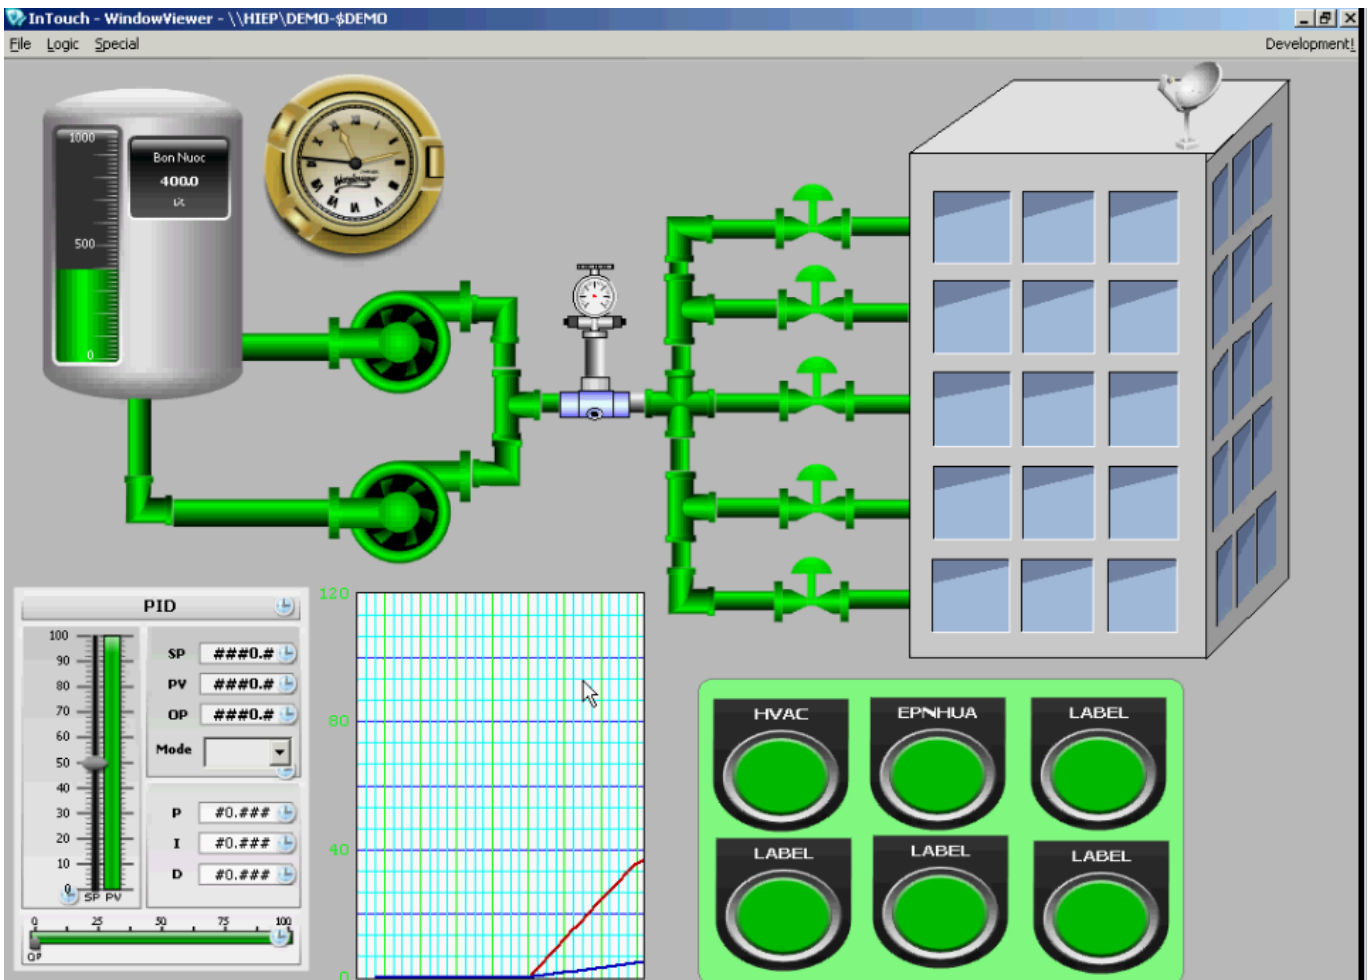 InTouch - WindowViewer - \\HIEP\DEMO-$DEMO
File Logic Special
Development!
1000
500
0
Bon Nuoc
400.0
PID
100
90
80
70
60
50
40
30
20
10
0
SP PV
SP ###0.#
PV ###0.#
OP ###0.#
Mode
P #0.###
I #0.###
D #0.###
0 25 50 75 100
OP
120
80
40
0
HVAC
EPNHUA
LABEL
LABEL
LABEL
LABEL